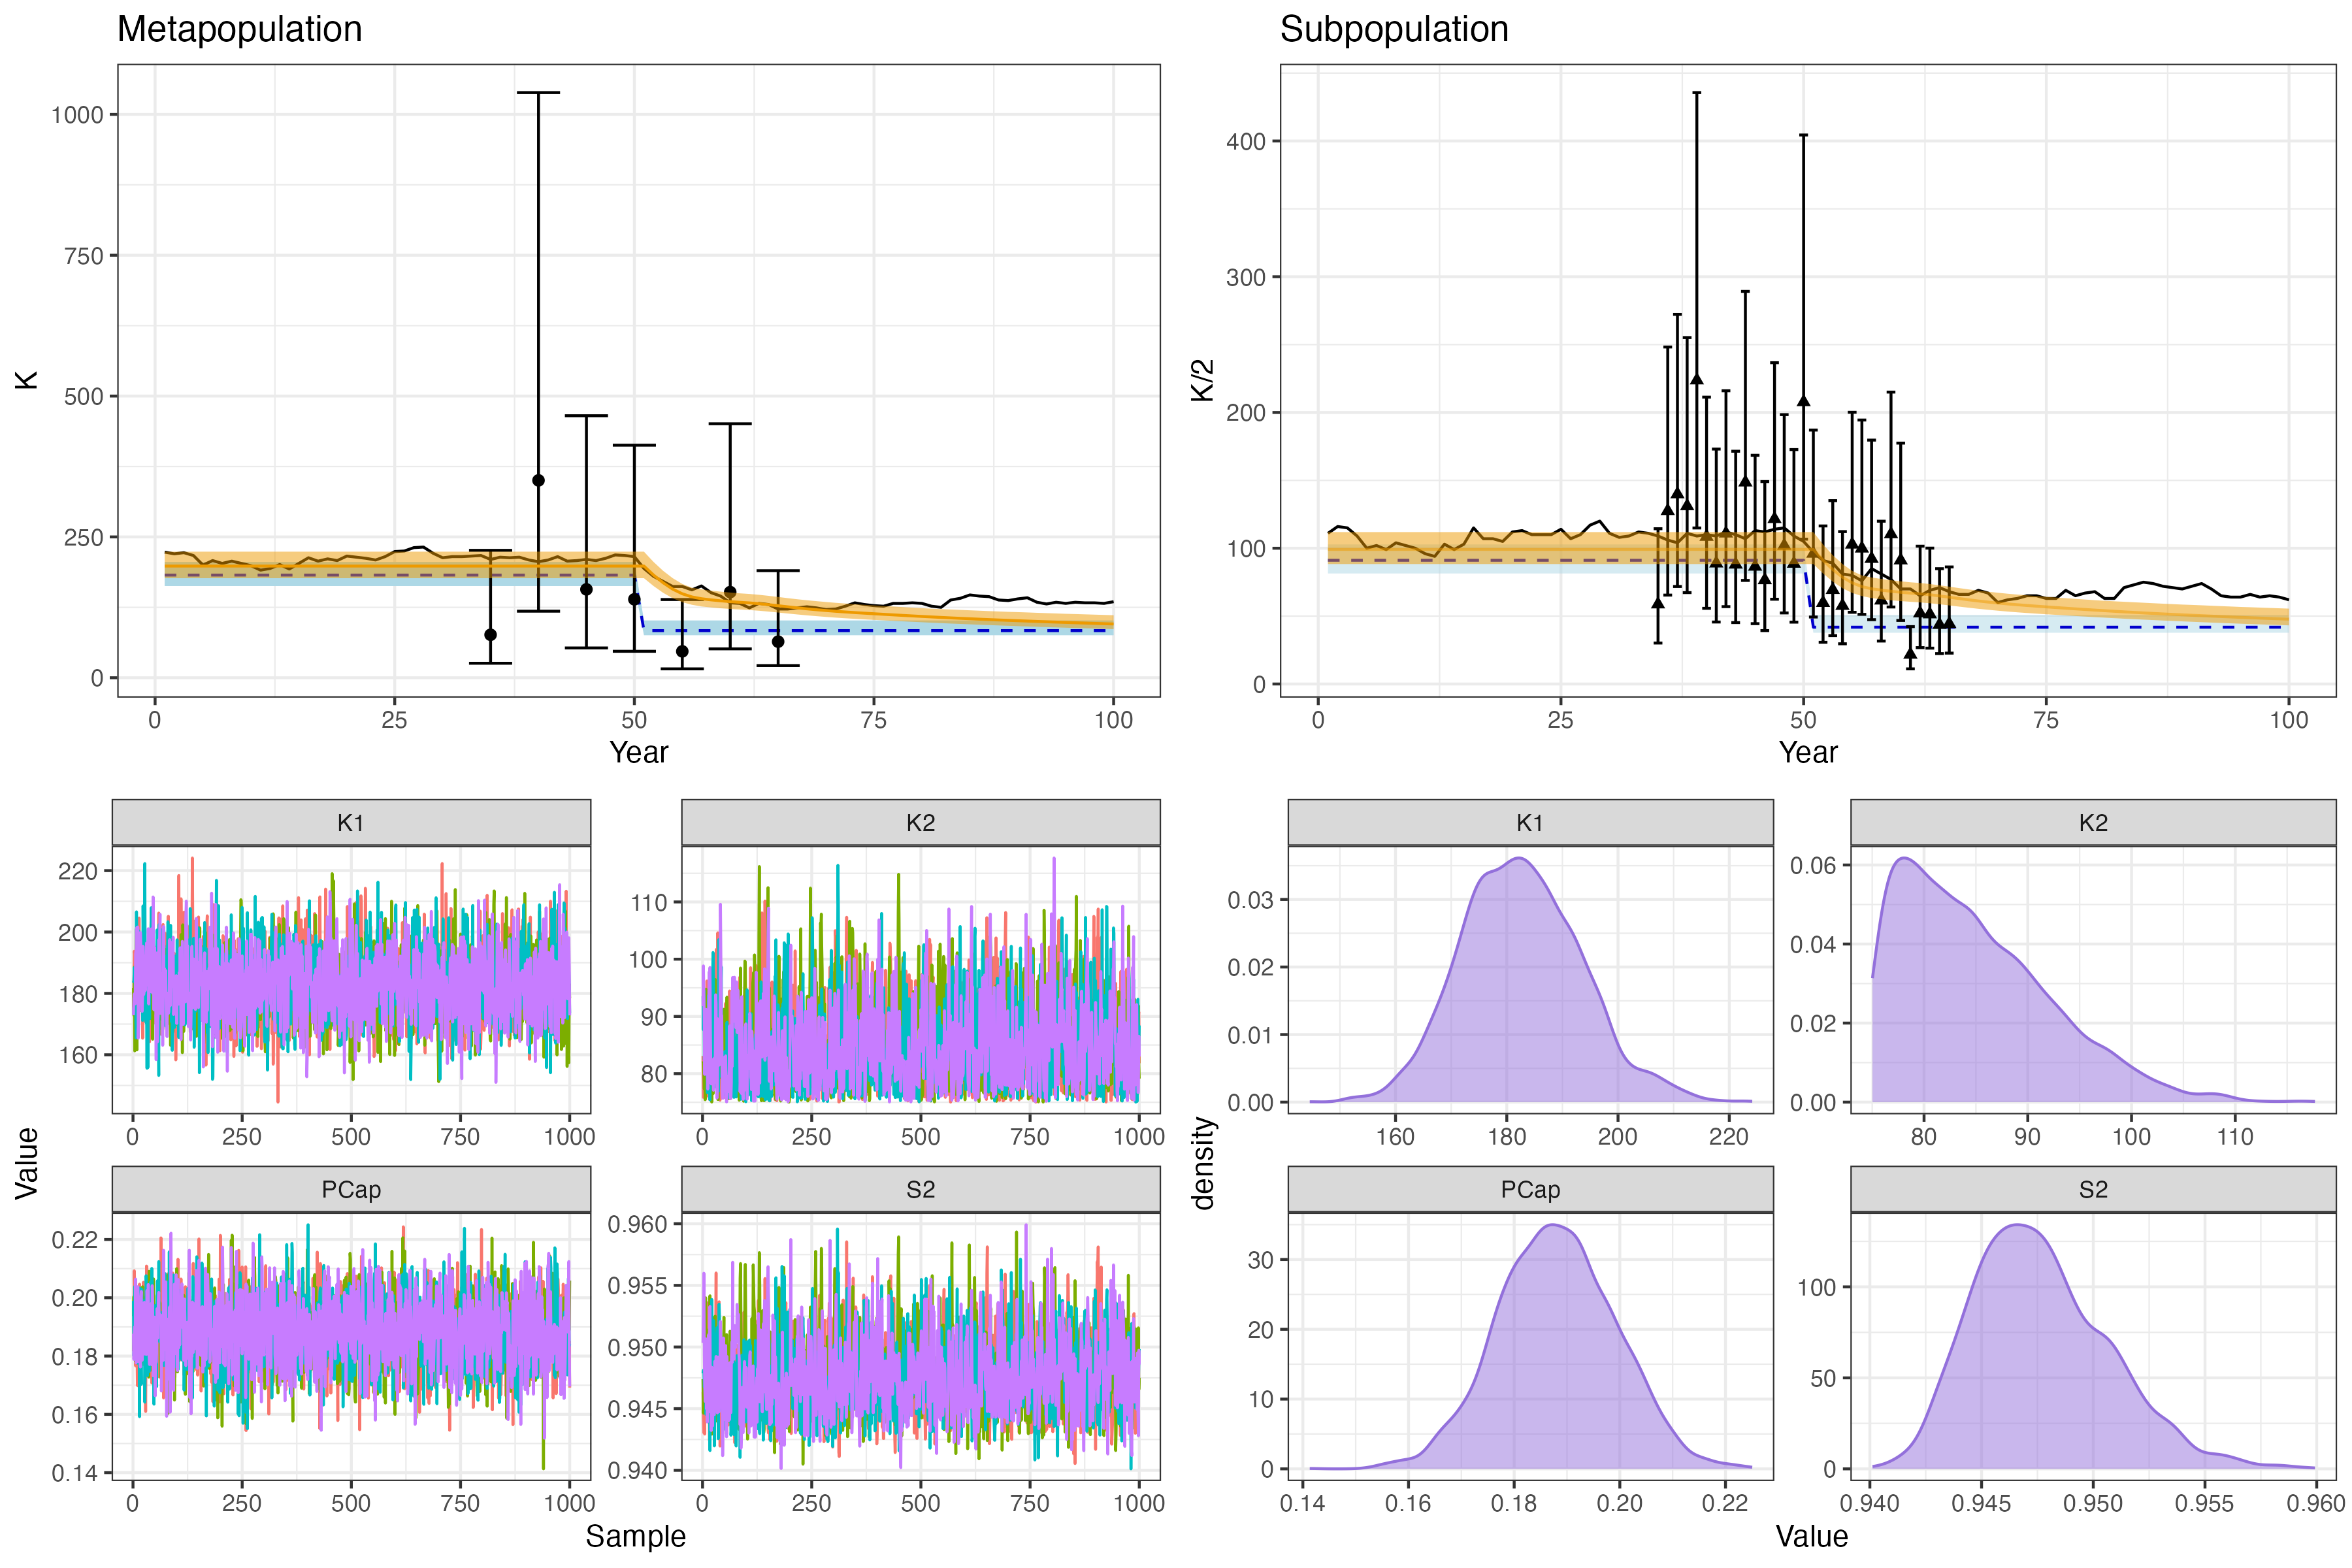 Metapopulation
K
1000
750
500
250
0
0 25 50 75 100
Year
Subpopulation
K/2
400
300
200
100
0
0 25 50 75 100
Year
Value
K1
220
200
180
160
0 250 500 750 1000
K2
110
100
90
80
0 250 500 750 1000
PCap
0.22
0.20
0.18
0.16
0.14
0 250 500 750 1000
S2
0.960
0.955
0.950
0.945
0.940
0 250 500 750 1000
Sample
density
K1
0.03
0.02
0.01
0.00
160 180 200 220
K2
0.06
0.04
0.02
0.00
80 90 100 110
PCap
30
20
10
0
0.14 0.16 0.18 0.20 0.22
S2
100
50
0
0.940 0.945 0.950 0.955 0.960
Value